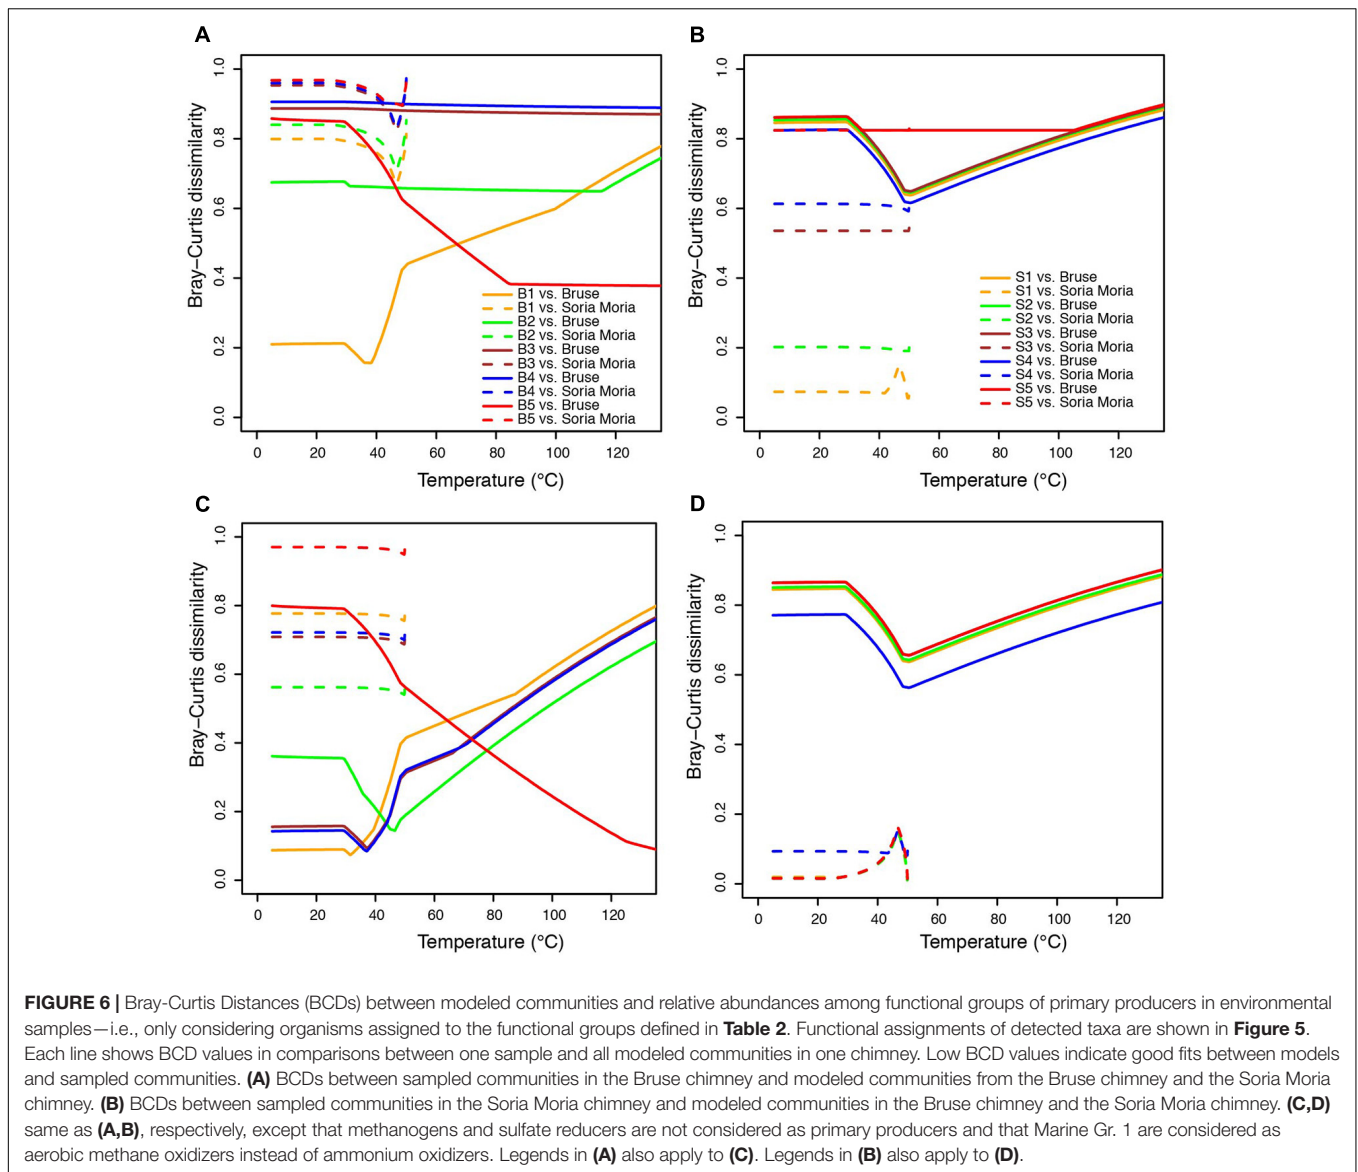 A
B
Bray−Curtis dissimilarity
1.0
0.8
0.6
0.4
0.2
0.0
B1 vs. Bruse
B1 vs. Soria Moria
B2 vs. Bruse
B2 vs. Soria Moria
B3 vs. Bruse
B3 vs. Soria Moria
B4 vs. Bruse
B4 vs. Soria Moria
B5 vs. Bruse
B5 vs. Soria Moria
0 20 40 60 80 100 120
Temperature (°C)
Bray−Curtis dissimilarity
1.0
0.8
0.6
0.4
0.2
0.0
S1 vs. Bruse
S1 vs. Soria Moria
S2 vs. Bruse
S2 vs. Soria Moria
S3 vs. Bruse
S3 vs. Soria Moria
S4 vs. Bruse
S4 vs. Soria Moria
S5 vs. Bruse
S5 vs. Soria Moria
0 20 40 60 80 100 120
Temperature (°C)
C
D
Bray−Curtis dissimilarity
1.0
0.8
0.6
0.4
0.2
0.0
0 20 40 60 80 100 120
Temperature (°C)
Bray−Curtis dissimilarity
1.0
0.8
0.6
0.4
0.2
0.0
0 20 40 60 80 100 120
Temperature (°C)
FIGURE 6 | Bray-Curtis Distances (BCDs) between modeled communities and relative abundances among functional groups of primary producers in environmental
samples—i.e., only considering organisms assigned to the functional groups defined in Table 2. Functional assignments of detected taxa are shown in Figure 5.
Each line shows BCD values in comparisons between one sample and all modeled communities in one chimney. Low BCD values indicate good fits between models
and sampled communities. (A) BCDs between sampled communities in the Bruse chimney and modeled communities from the Bruse chimney and the Soria Moria
chimney. (B) BCDs between sampled communities in the Soria Moria chimney and modeled communities in the Bruse chimney and the Soria Moria chimney. (C,D)
same as (A,B), respectively, except that methanogens and sulfate reducers are not considered as primary producers and that Marine Gr. 1 are considered as
aerobic methane oxidizers instead of ammonium oxidizers. Legends in (A) also apply to (C). Legends in (B) also apply to (D).